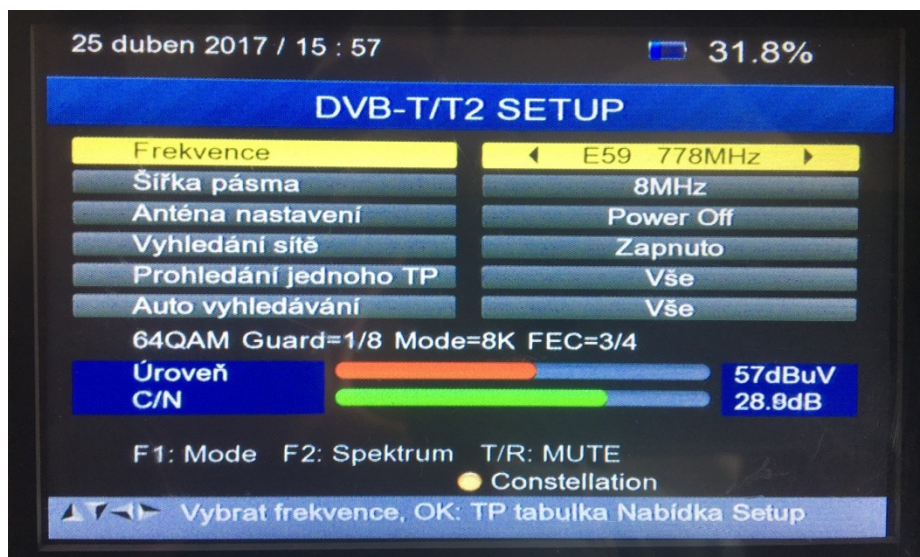 25 duben 2017 / 15 : 57 31.8%
DVB-T/T2 SETUP
Frekvence E59 778MHz
Šířka pásma 8MHz
Anténa nastavení Power Off
Vyhledání sítě Zapnuto
Prohledání jednoho TP Vše
Auto vyhledávání Vše
64QAM Guard=1/8 Mode=8K FEC=3/4
Úroveň 57dBuV
C/N 28.9dB
F1: Mode F2: Spektrum T/R: MUTE
Constellation
Vybrat frekvence, OK: TP tabulka Nabídka Setup